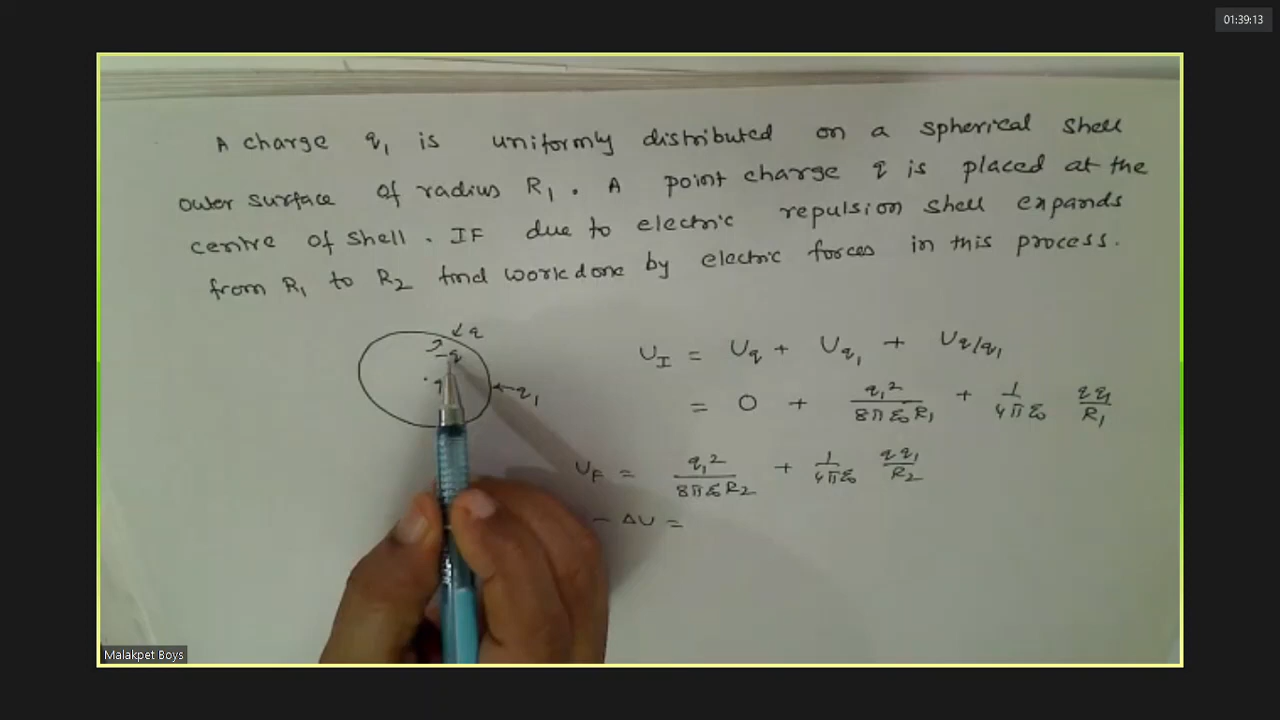 01:39:13
A charge q₁ is uniformly distributed on a spherical shell
outer surface of radius R₁ . A point charge q is placed at the
centre of shell . IF due to electric repulsion shell expands
from R₁ to R₂ find workdone by electric forces in this process.
q
-q
q
q₁
U_I = U_q + U_q₁ + U_q/q₁
= 0 + q₁²/8πε₀R₁ + 1/4πε₀ qq₁/R₁
U_F = q₁²/8πε₀R₂ + 1/4πε₀ qq₁/R₂
- ΔU =
Malakpet Boys